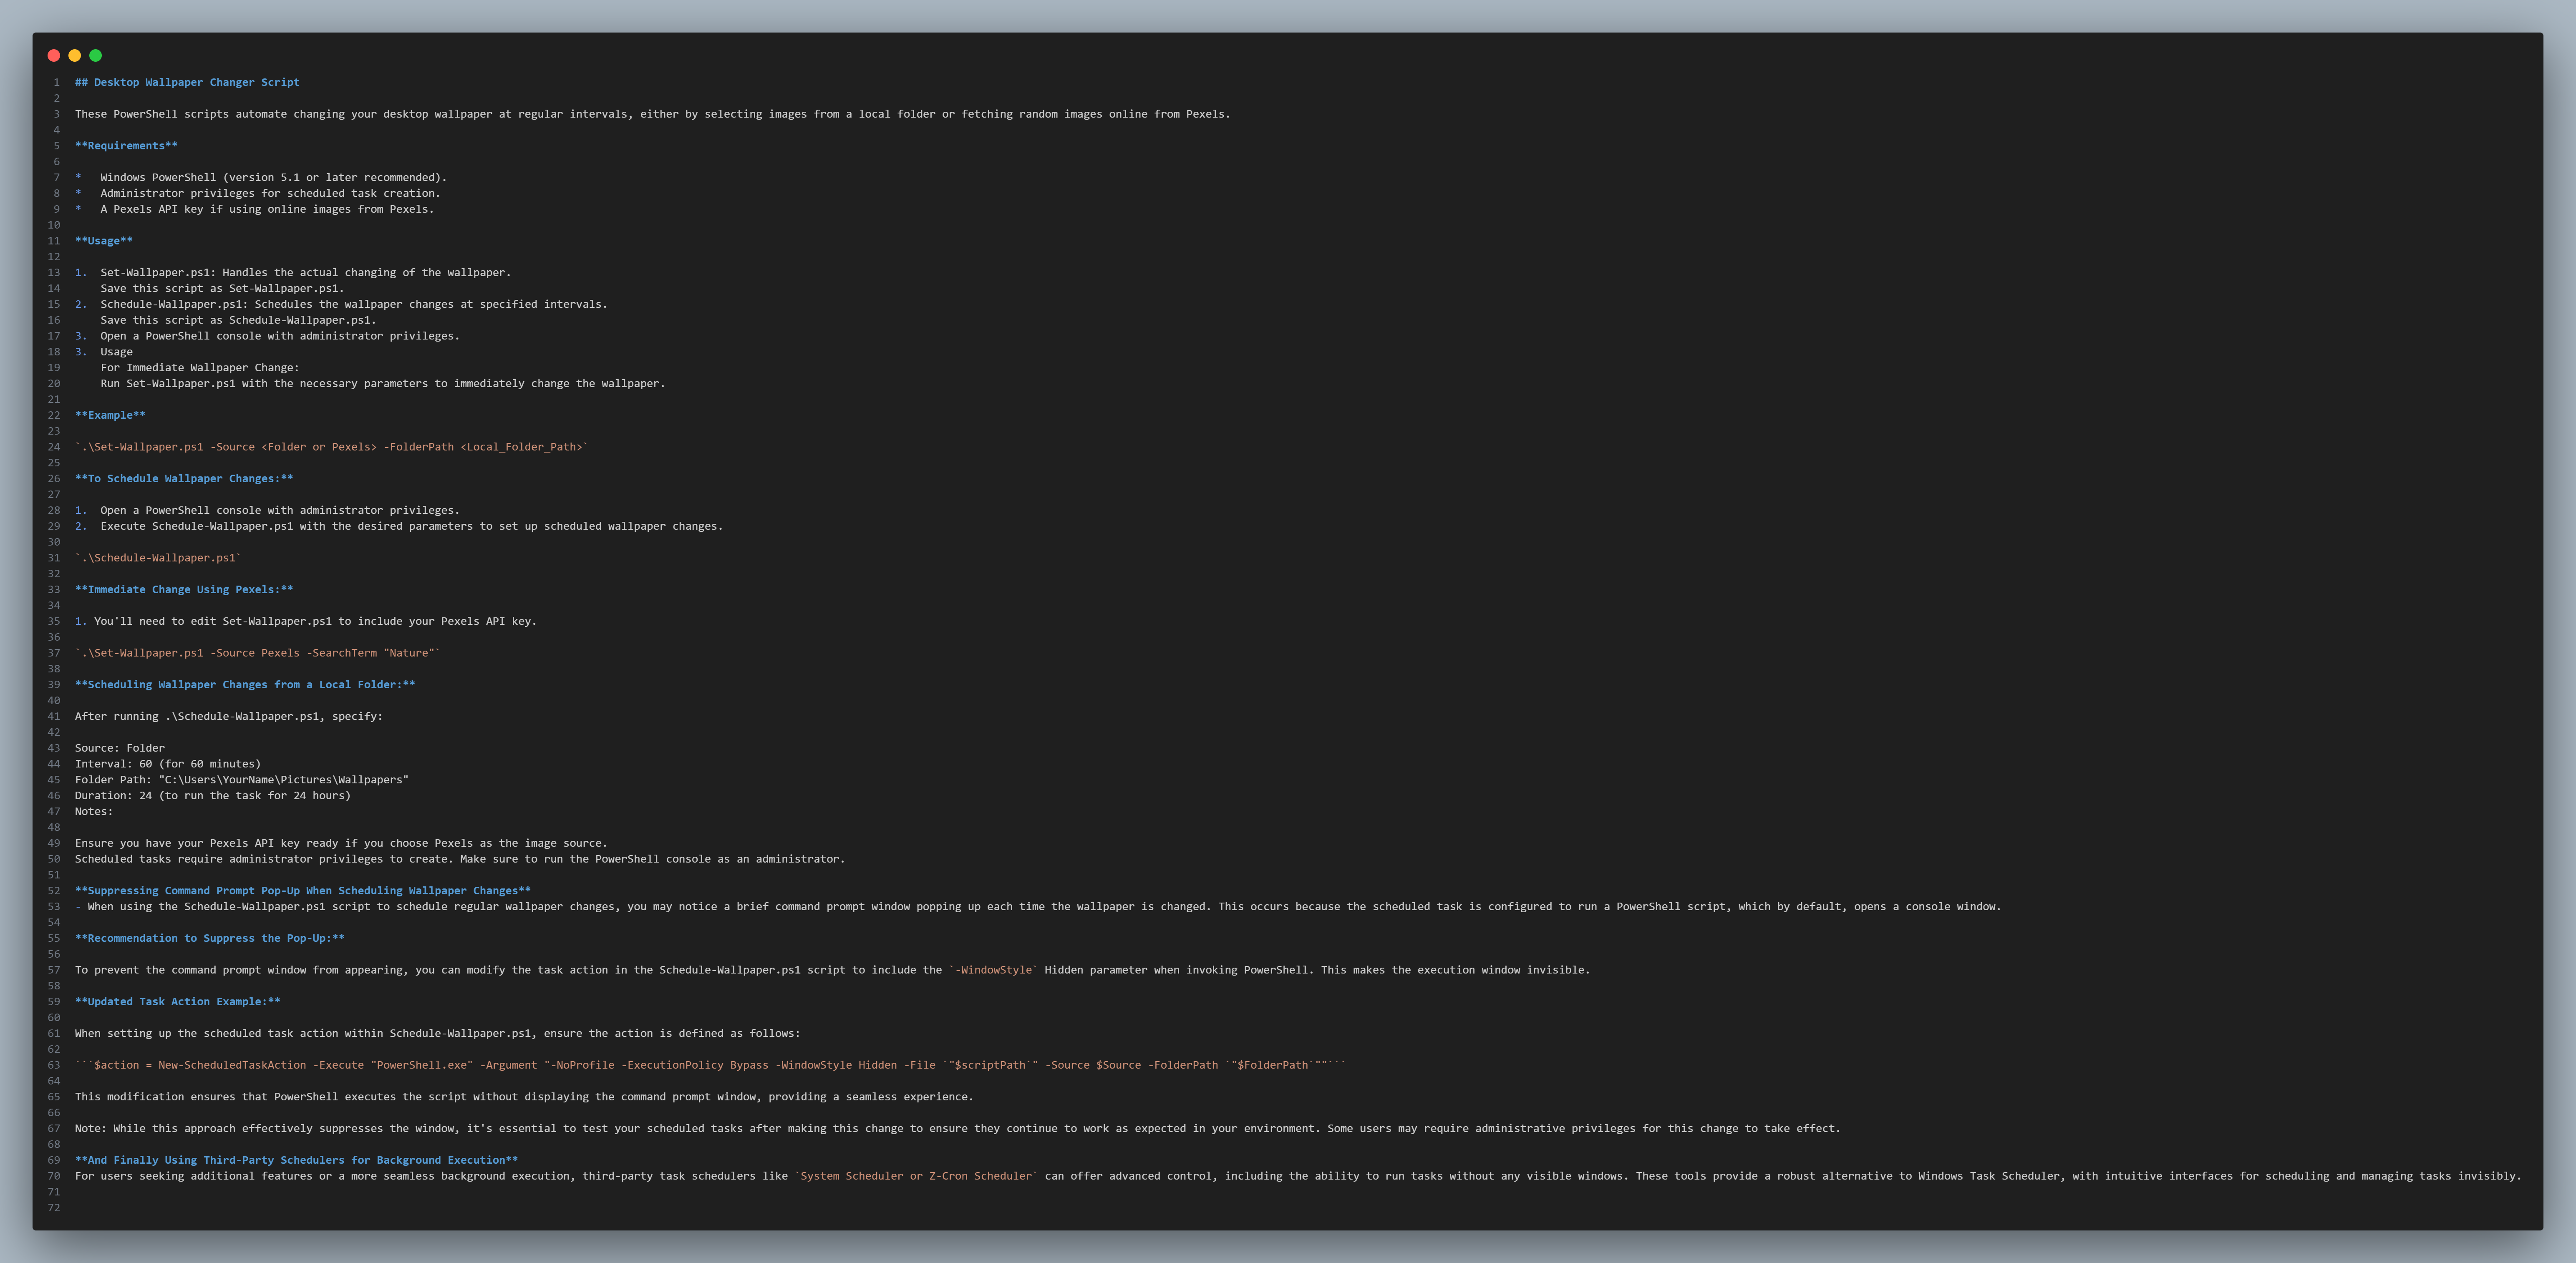 1 ## Desktop Wallpaper Changer Script
2
3 These PowerShell scripts automate changing your desktop wallpaper at regular intervals, either by selecting images from a local folder or fetching random images online from Pexels.
4
5 **Requirements**
6
7 *   Windows PowerShell (version 5.1 or later recommended).
8 *   Administrator privileges for scheduled task creation.
9 *   A Pexels API key if using online images from Pexels.
10
11 **Usage**
12
13 1.  Set-Wallpaper.ps1: Handles the actual changing of the wallpaper.
14     Save this script as Set-Wallpaper.ps1.
15 2.  Schedule-Wallpaper.ps1: Schedules the wallpaper changes at specified intervals.
16     Save this script as Schedule-Wallpaper.ps1.
17 3.  Open a PowerShell console with administrator privileges.
18 3.  Usage
19     For Immediate Wallpaper Change:
20     Run Set-Wallpaper.ps1 with the necessary parameters to immediately change the wallpaper.
21
22 **Example**
23
24 `.\Set-Wallpaper.ps1 -Source <Folder or Pexels> -FolderPath <Local_Folder_Path>`
25
26 **To Schedule Wallpaper Changes:**
27
28 1.  Open a PowerShell console with administrator privileges.
29 2.  Execute Schedule-Wallpaper.ps1 with the desired parameters to set up scheduled wallpaper changes.
30
31 `.\Schedule-Wallpaper.ps1`
32
33 **Immediate Change Using Pexels:**
34
35 1. You'll need to edit Set-Wallpaper.ps1 to include your Pexels API key.
36
37 `.\Set-Wallpaper.ps1 -Source Pexels -SearchTerm "Nature"`
38
39 **Scheduling Wallpaper Changes from a Local Folder:**
40
41 After running .\Schedule-Wallpaper.ps1, specify:
42
43 Source: Folder
44 Interval: 60 (for 60 minutes)
45 Folder Path: "C:\Users\YourName\Pictures\Wallpapers"
46 Duration: 24 (to run the task for 24 hours)
47 Notes:
48
49 Ensure you have your Pexels API key ready if you choose Pexels as the image source.
50 Scheduled tasks require administrator privileges to create. Make sure to run the PowerShell console as an administrator.
51
52 **Suppressing Command Prompt Pop-Up When Scheduling Wallpaper Changes**
53 - When using the Schedule-Wallpaper.ps1 script to schedule regular wallpaper changes, you may notice a brief command prompt window popping up each time the wallpaper is changed. This occurs because the scheduled task is configured to run a PowerShell script, which by default, opens a console window.
54
55 **Recommendation to Suppress the Pop-Up:**
56
57 To prevent the command prompt window from appearing, you can modify the task action in the Schedule-Wallpaper.ps1 script to include the `-WindowStyle` Hidden parameter when invoking PowerShell. This makes the execution window invisible.
58
59 **Updated Task Action Example:**
60
61 When setting up the scheduled task action within Schedule-Wallpaper.ps1, ensure the action is defined as follows:
62
63 ```$action = New-ScheduledTaskAction -Execute "PowerShell.exe" -Argument "-NoProfile -ExecutionPolicy Bypass -WindowStyle Hidden -File `"$scriptPath`" -Source $Source -FolderPath `"$FolderPath`""```
64
65 This modification ensures that PowerShell executes the script without displaying the command prompt window, providing a seamless experience.
66
67 Note: While this approach effectively suppresses the window, it's essential to test your scheduled tasks after making this change to ensure they continue to work as expected in your environment. Some users may require administrative privileges for this change to take effect.
68
69 **And Finally Using Third-Party Schedulers for Background Execution**
70 For users seeking additional features or a more seamless background execution, third-party task schedulers like `System Scheduler or Z-Cron Scheduler` can offer advanced control, including the ability to run tasks without any visible windows. These tools provide a robust alternative to Windows Task Scheduler, with intuitive interfaces for scheduling and managing tasks invisibly.
71
72